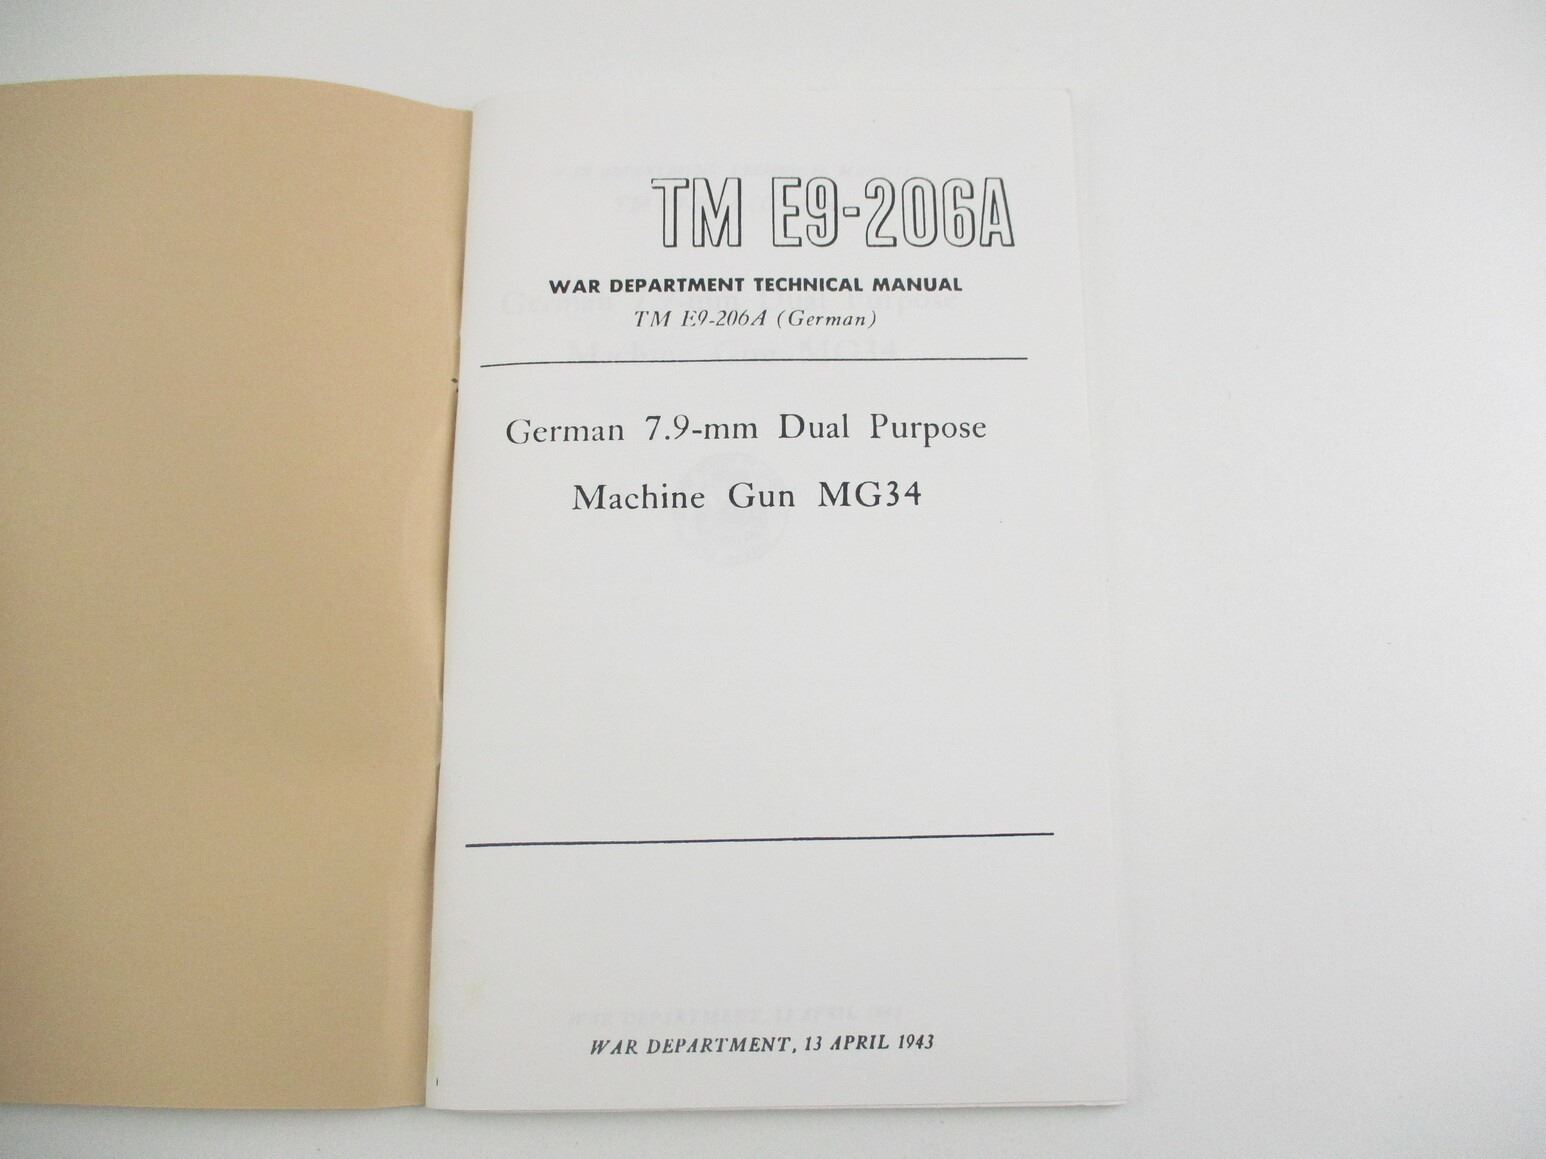 TM E9-206A
WAR DEPARTMENT TECHNICAL MANUAL
TM E9-206A (German)
German 7.9-mm Dual Purpose
Machine Gun MG34
WAR DEPARTMENT, 13 APRIL 1943